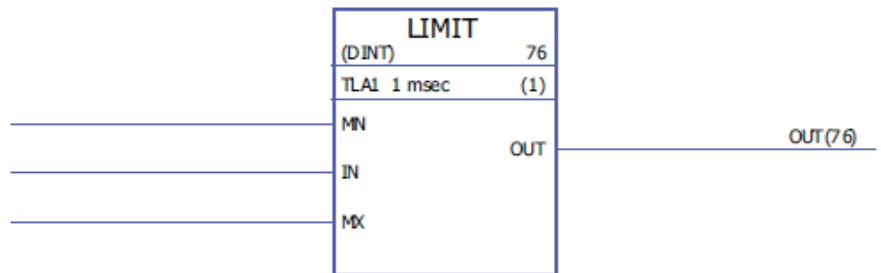 LIMIT
(DINT) 76
TLA1 1 msec (1)
MN
OUT OUT(76)
IN
MX